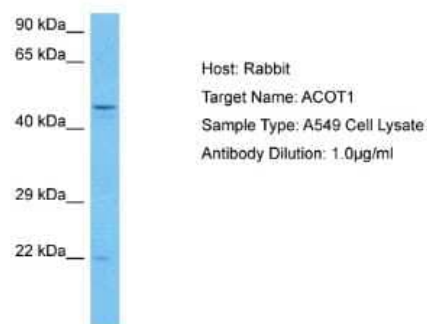 90 kDa
65 kDa
40 kDa
29 kDa
22 kDa
Host: Rabbit
Target Name: ACOT1
Sample Type: A549 Cell Lysate
Antibody Dilution: 1.0µg/ml